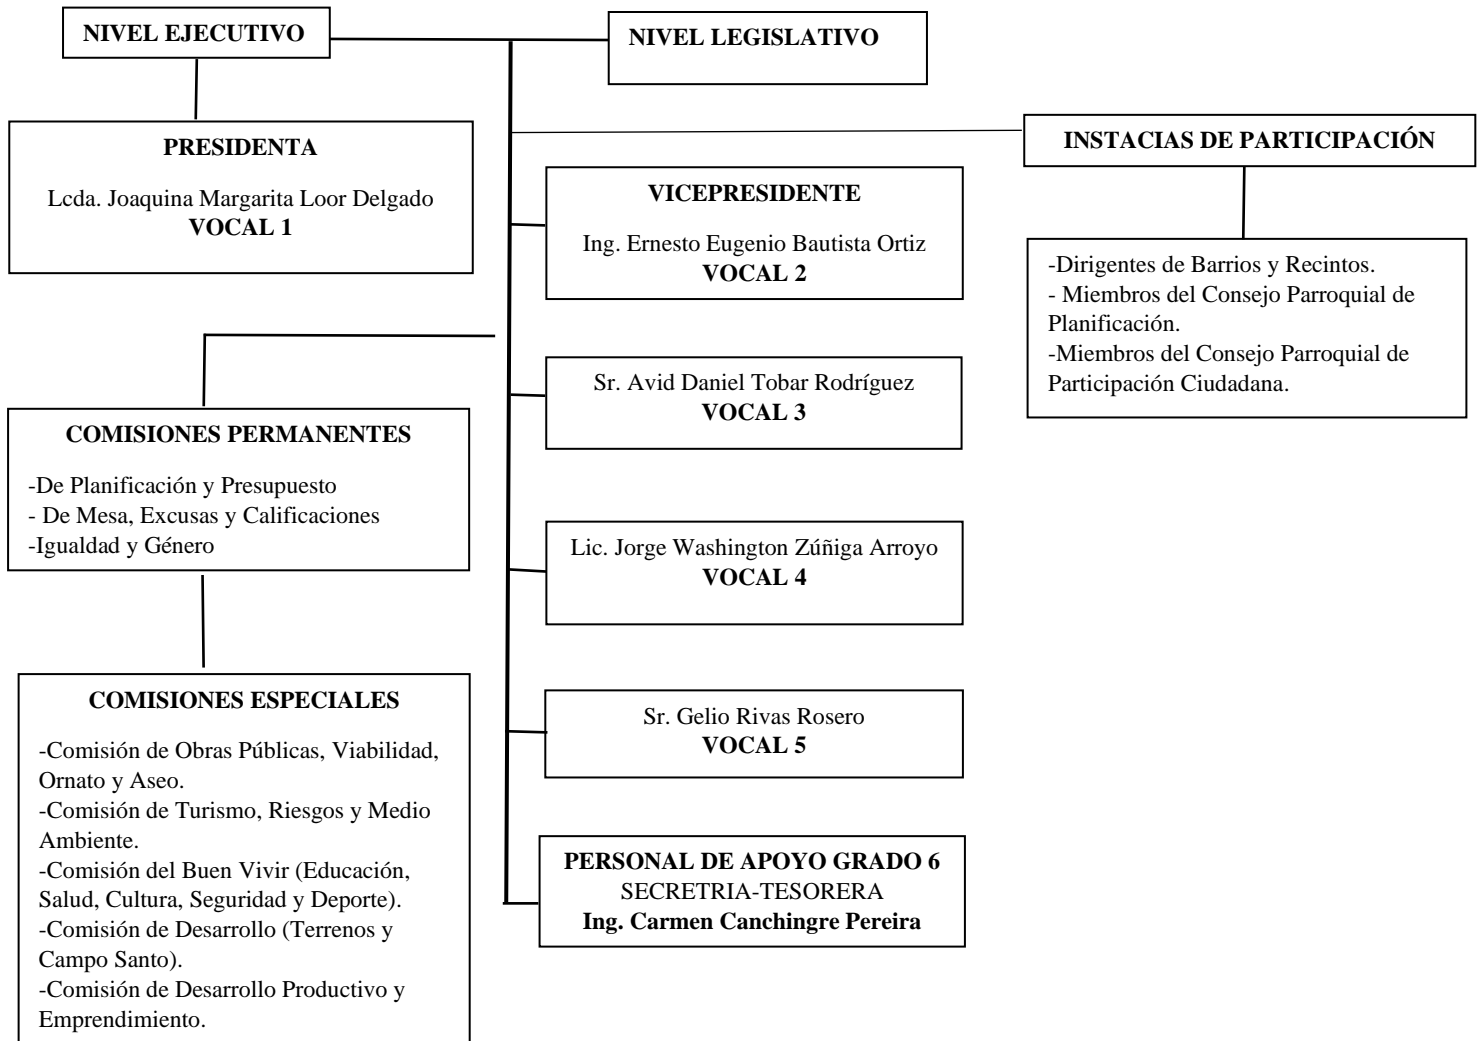 NIVEL EJECUTIVO
NIVEL LEGISLATIVO
PRESIDENTA
Lcda. Joaquina Margarita Loor Delgado
VOCAL 1
INSTACIAS DE PARTICIPACIÓN
-Dirigentes de Barrios y Recintos.
- Miembros del Consejo Parroquial de
Planificación.
-Miembros del Consejo Parroquial de
Participación Ciudadana.
VICEPRESIDENTE
Ing. Ernesto Eugenio Bautista Ortiz
VOCAL 2
Sr. Avid Daniel Tobar Rodríguez
VOCAL 3
Lic. Jorge Washington Zúñiga Arroyo
VOCAL 4
Sr. Gelio Rivas Rosero
VOCAL 5
PERSONAL DE APOYO GRADO 6
SECRETRIA-TESORERA
Ing. Carmen Canchingre Pereira
COMISIONES PERMANENTES
-De Planificación y Presupuesto
- De Mesa, Excusas y Calificaciones
-Igualdad y Género
COMISIONES ESPECIALES
-Comisión de Obras Públicas, Viabilidad,
Ornato y Aseo.
-Comisión de Turismo, Riesgos y Medio
Ambiente.
-Comisión del Buen Vivir (Educación,
Salud, Cultura, Seguridad y Deporte).
-Comisión de Desarrollo (Terrenos y
Campo Santo).
-Comisión de Desarrollo Productivo y
Emprendimiento.